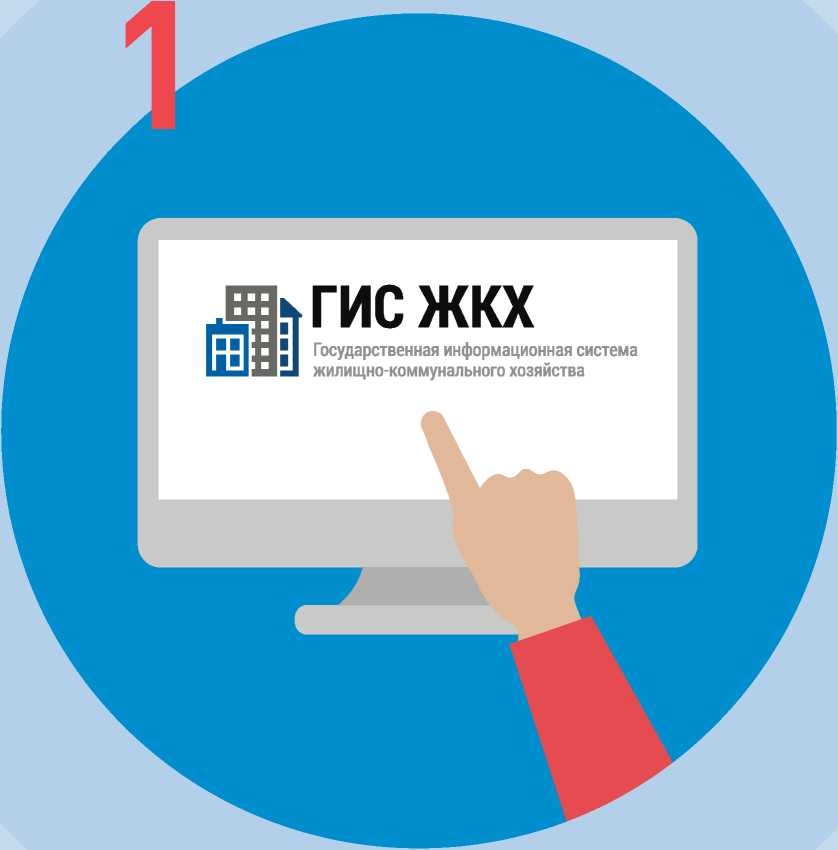 1
ГИС ЖКХ
Государственная информационная система
жилищно-коммунального хозяйства